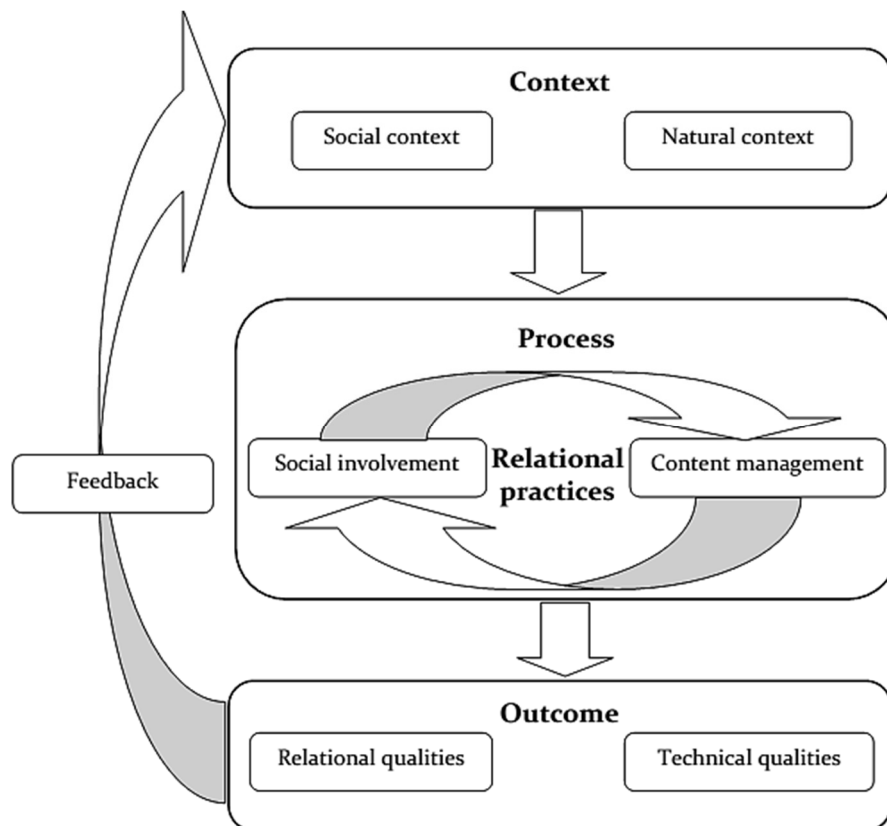 Context
Social context
Natural context
Process
Social involvement
Relational
practices
Content management
Feedback
Outcome
Relational qualities
Technical qualities